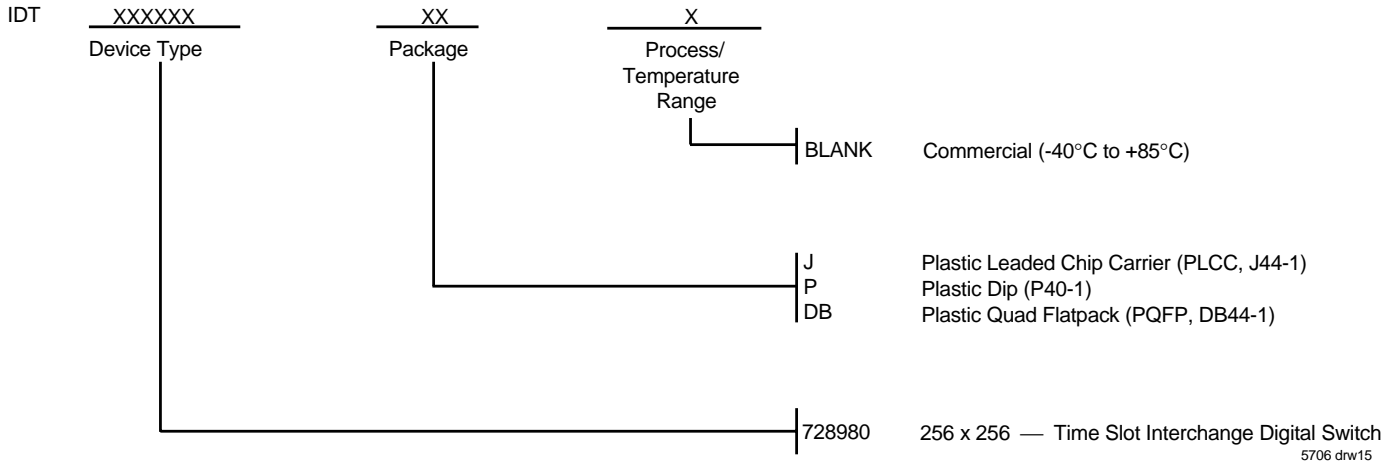 IDT XXXXXX XX X
Device Type Package Process/
Temperature
Range
BLANK Commercial (-40°C to +85°C)
J Plastic Leaded Chip Carrier (PLCC, J44-1)
P Plastic Dip (P40-1)
DB Plastic Quad Flatpack (PQFP, DB44-1)
728980 256 x 256 — Time Slot Interchange Digital Switch
5706 drw15